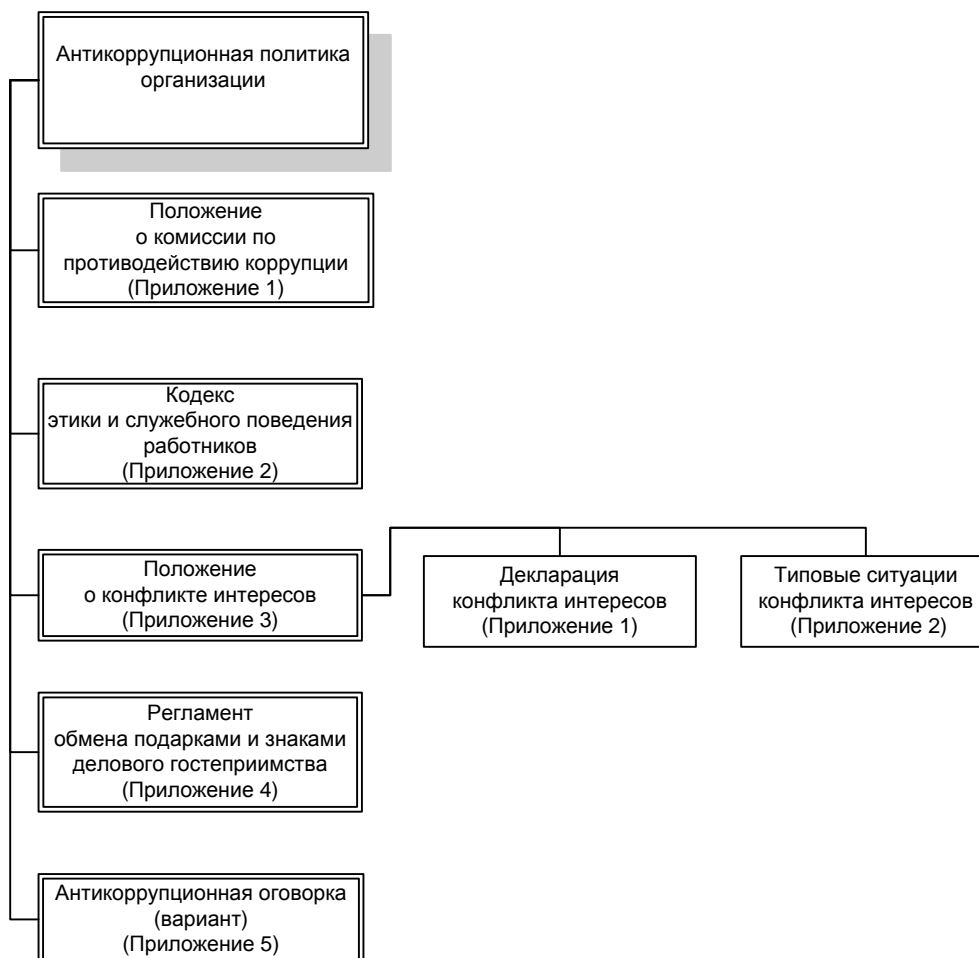 Антикоррупционная политика
организации
Положение
о комиссии по
противодействию коррупции
(Приложение 1)
Кодекс
этики и служебного поведения
работников
(Приложение 2)
Положение
о конфликте интересов
(Приложение 3)
Декларация
конфликта интересов
(Приложение 1)
Типовые ситуации
конфликта интересов
(Приложение 2)
Регламент
обмена подарками и знаками
делового гостеприимства
(Приложение 4)
Антикоррупционная оговорка
(вариант)
(Приложение 5)